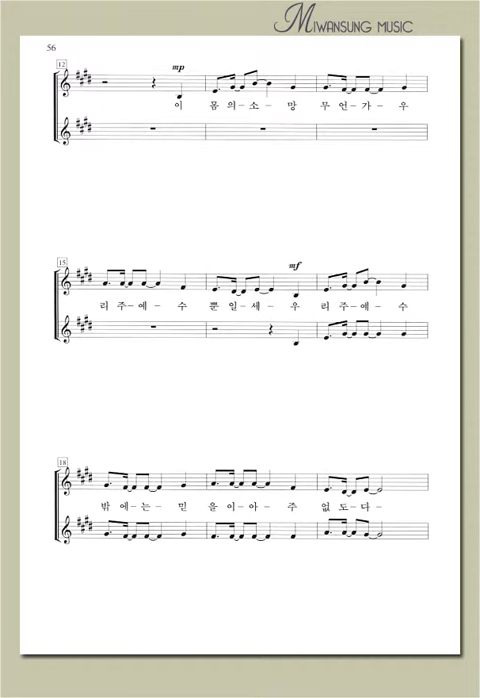 MIWANSUNG MUSIC
56
12
mp
이 몸의-소- 망 무언-가- 우
15
mf
리주-예- 수 뿐일-세- 우 리주-예- 수
18
밖에-는- 믿 을이-아- 주 없도-다-